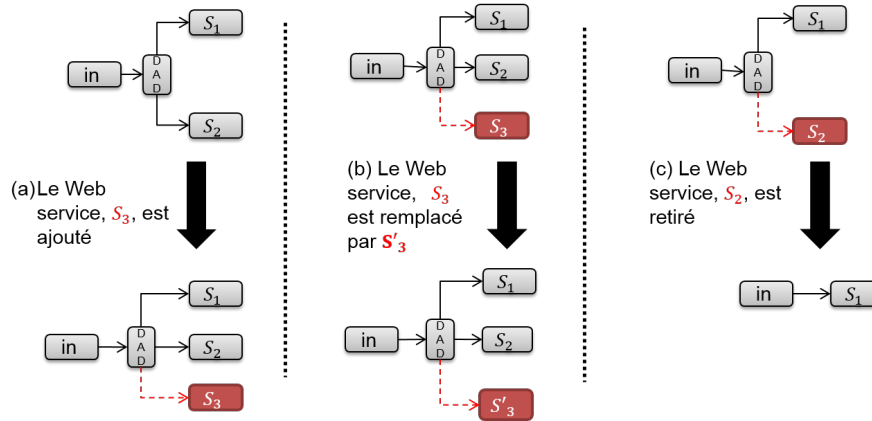 S₁
in
D
A
D
S₂
(a) Le Web
service, S₃, est
ajouté
S₁
in
D
A
D
S₂
S₃
S₁
in
D
A
D
S₂
S₃
(b) Le Web
service, S₃
est remplacé
par S'₃
S₁
in
D
A
D
S₂
S'₃
S₁
in
D
A
D
S₂
(c) Le Web
service, S₂, est
retiré
in
S₁